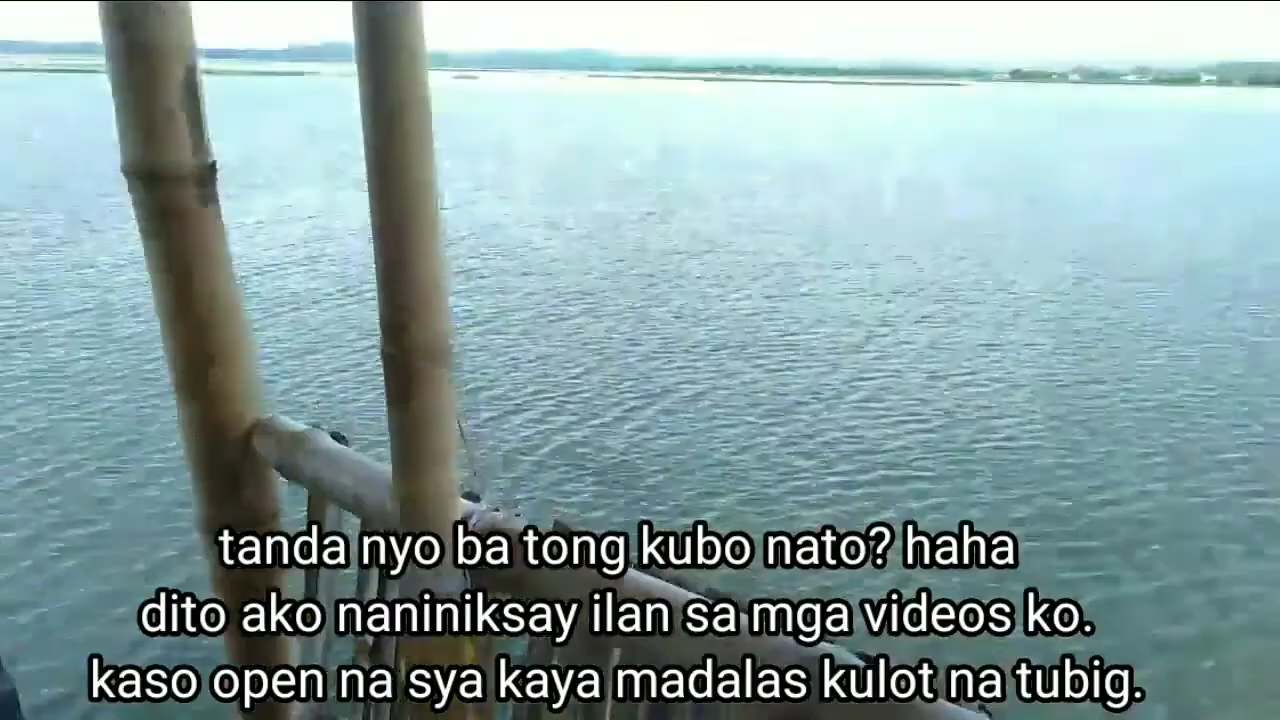 tanda nyo ba tong kubo nato? haha
dito ako naniniksay ilan sa mga videos ko.
kaso open na sya kaya madalas kulot na tubig.